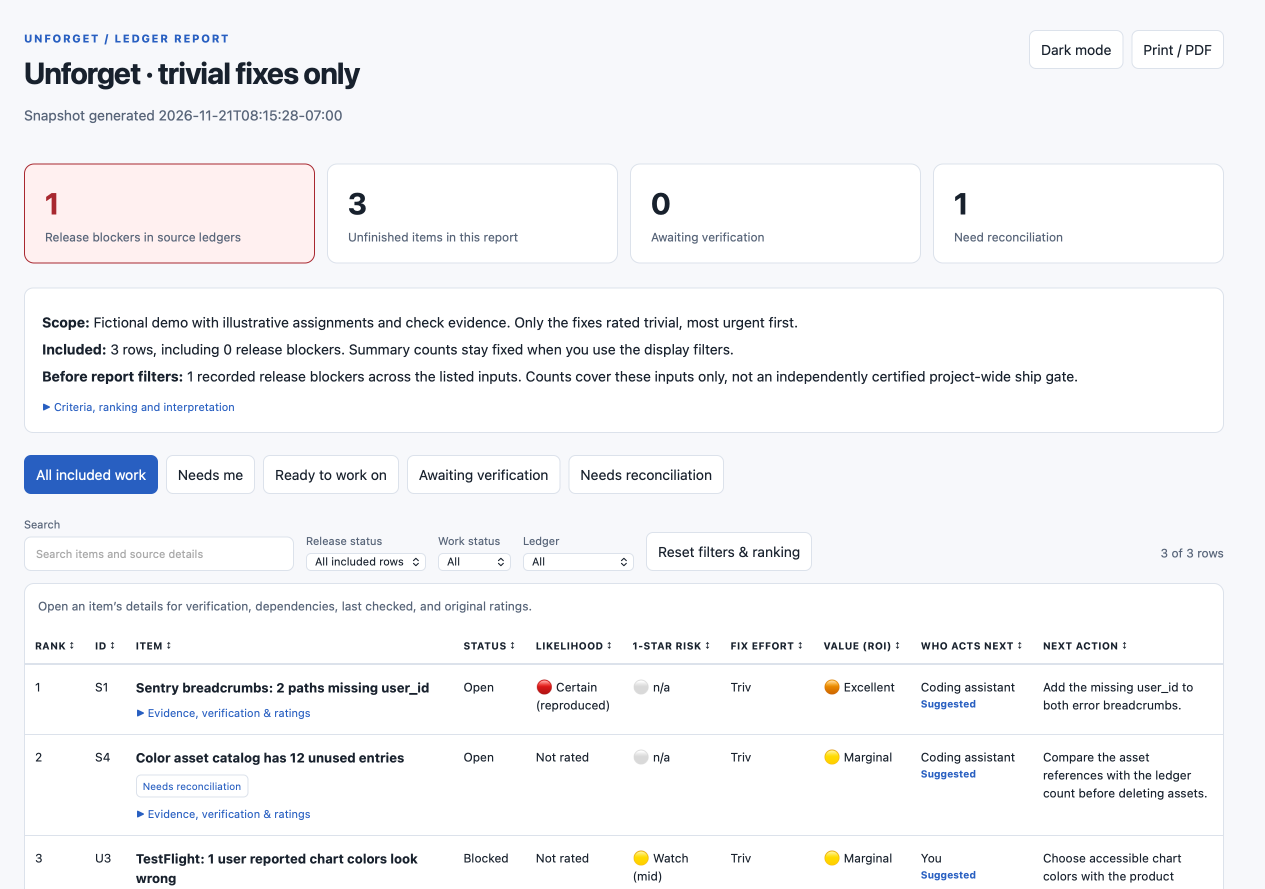 UNFORGET / LEDGER REPORT
Unforget · trivial fixes only
Snapshot generated 2026-11-21T08:15:28-07:00
Dark mode
Print / PDF
1
Release blockers in source ledgers
3
Unfinished items in this report
0
Awaiting verification
1
Need reconciliation
Scope: Fictional demo with illustrative assignments and check evidence. Only the fixes rated trivial, most urgent first.
Included: 3 rows, including 0 release blockers. Summary counts stay fixed when you use the display filters.
Before report filters: 1 recorded release blockers across the listed inputs. Counts cover these inputs only, not an independently certified project-wide ship gate.
▶ Criteria, ranking and interpretation
All included work
Needs me
Ready to work on
Awaiting verification
Needs reconciliation
Search
Search items and source details
Release status
All included rows
Work status
All
Ledger
All
Reset filters & ranking
3 of 3 rows
Open an item's details for verification, dependencies, last checked, and original ratings.
RANK ↕ ID ↕ ITEM ↕ STATUS ↕ LIKELIHOOD ↕ 1-STAR RISK ↕ FIX EFFORT ↕ VALUE (ROI) ↕ WHO ACTS NEXT ↕ NEXT ACTION ↕
1
S1
Sentry breadcrumbs: 2 paths missing user_id
▶ Evidence, verification & ratings
Open
Certain
(reproduced)
n/a
Triv
Excellent
Coding assistant
Suggested
Add the missing user_id to
both error breadcrumbs.
2
S4
Color asset catalog has 12 unused entries
Needs reconciliation
▶ Evidence, verification & ratings
Open
Not rated
n/a
Triv
Marginal
Coding assistant
Suggested
Compare the asset
references with the ledger
count before deleting assets.
3
U3
TestFlight: 1 user reported chart colors look
wrong
Blocked
Not rated
Watch
(mid)
Triv
Marginal
You
Suggested
Choose accessible chart
colors with the product